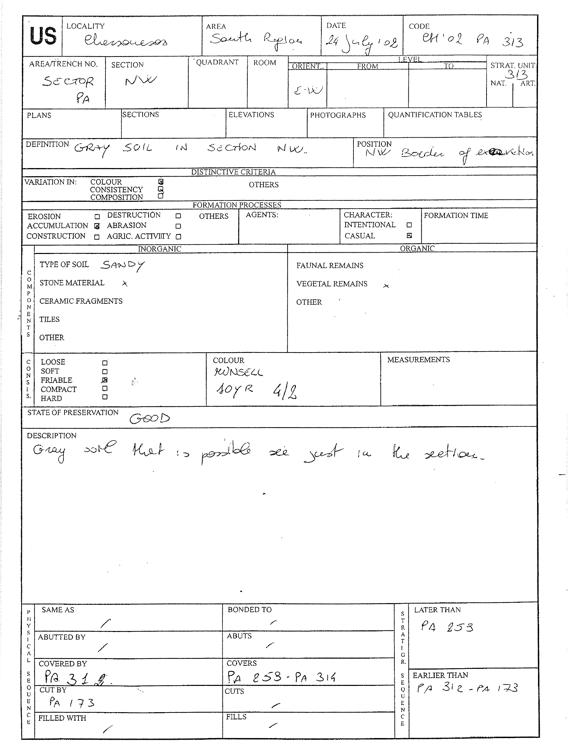 US
LOCALITY
Chersonesos
AREA
South Region
DATE
24 July '02
CODE
CH'02 PA 313
AREA/TRENCH NO.
SECTOR
PA
SECTION
NW
QUADRANT
ROOM
LEVEL
ORIENT. FROM TO
E-W
STRAT. UNIT
313
NAT. ART.
PLANS SECTIONS ELEVATIONS PHOTOGRAPHS QUANTIFICATION TABLES
DEFINITION GRAY SOIL IN SECTION NW.
POSITION
NW Border of
DISTINCTIVE CRITERIA
VARIATION IN: COLOUR
CONSISTENCY
COMPOSITION
OTHERS
FORMATION PROCESSES
EROSION DESTRUCTION OTHERS
ACCUMULATION ABRASION
CONSTRUCTION AGRIC. ACTIVITY
AGENTS:
CHARACTER:
INTENTIONAL
CASUAL
FORMATION TIME
COMPONENTS
INORGANIC
TYPE OF SOIL SANDY
STONE MATERIAL x
CERAMIC FRAGMENTS
TILES
OTHER
ORGANIC
FAUNAL REMAINS
VEGETAL REMAINS x
OTHER
CONSIS.
LOOSE
SOFT
FRIABLE
COMPACT
HARD
COLOUR
MUNSELL
10YR 4/2
MEASUREMENTS
STATE OF PRESERVATION GOOD
DESCRIPTION
Gray soil that is possible see just in the section.
PHYSICAL SEQUENCE
SAME AS /
BONDED TO /
ABUTTED BY /
ABUTS /
COVERED BY
PA 312
COVERS
PA 253 - PA 314
CUT BY
PA 173
CUTS /
FILLED WITH /
FILLS /
STRATIGR. SEQUENCE
LATER THAN
PA 253
EARLIER THAN
PA 312 - PA 173